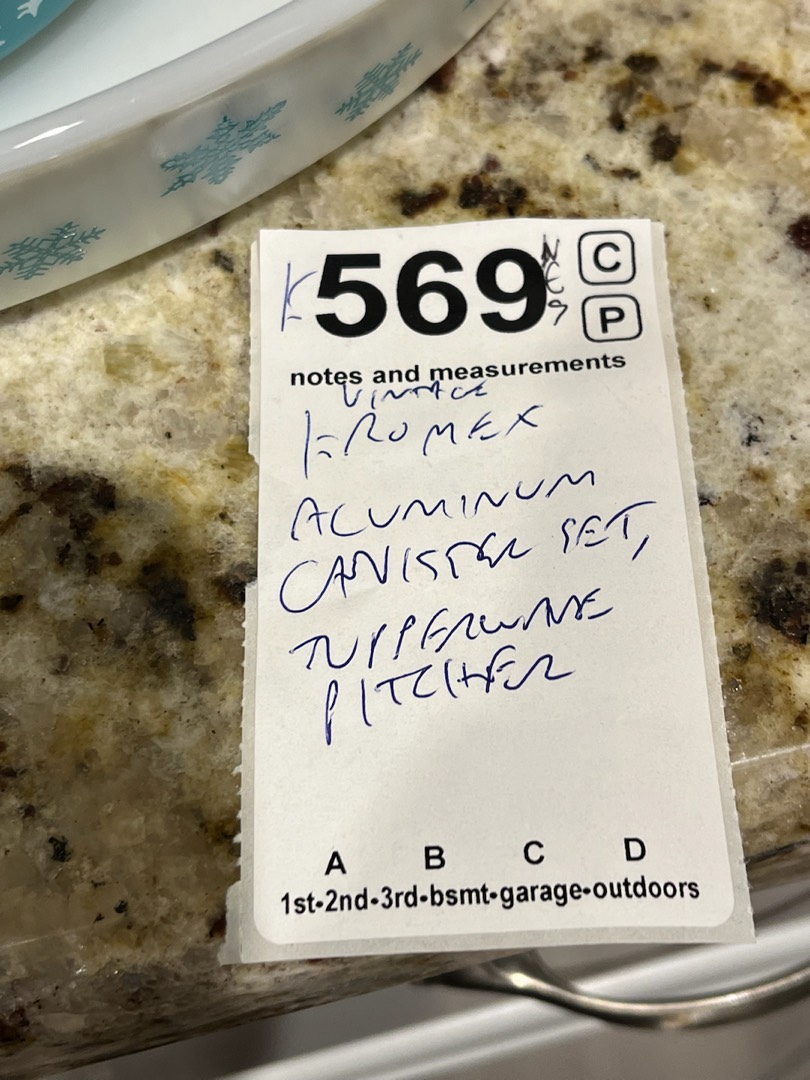 K 569 C
P
notes and measurements
VINTAGE
KROMEX
ALUMINUM
CANISTER SET,
TUPPERWARE
PITCHER
A B C D
1st•2nd•3rd•bsmt•garage•outdoors